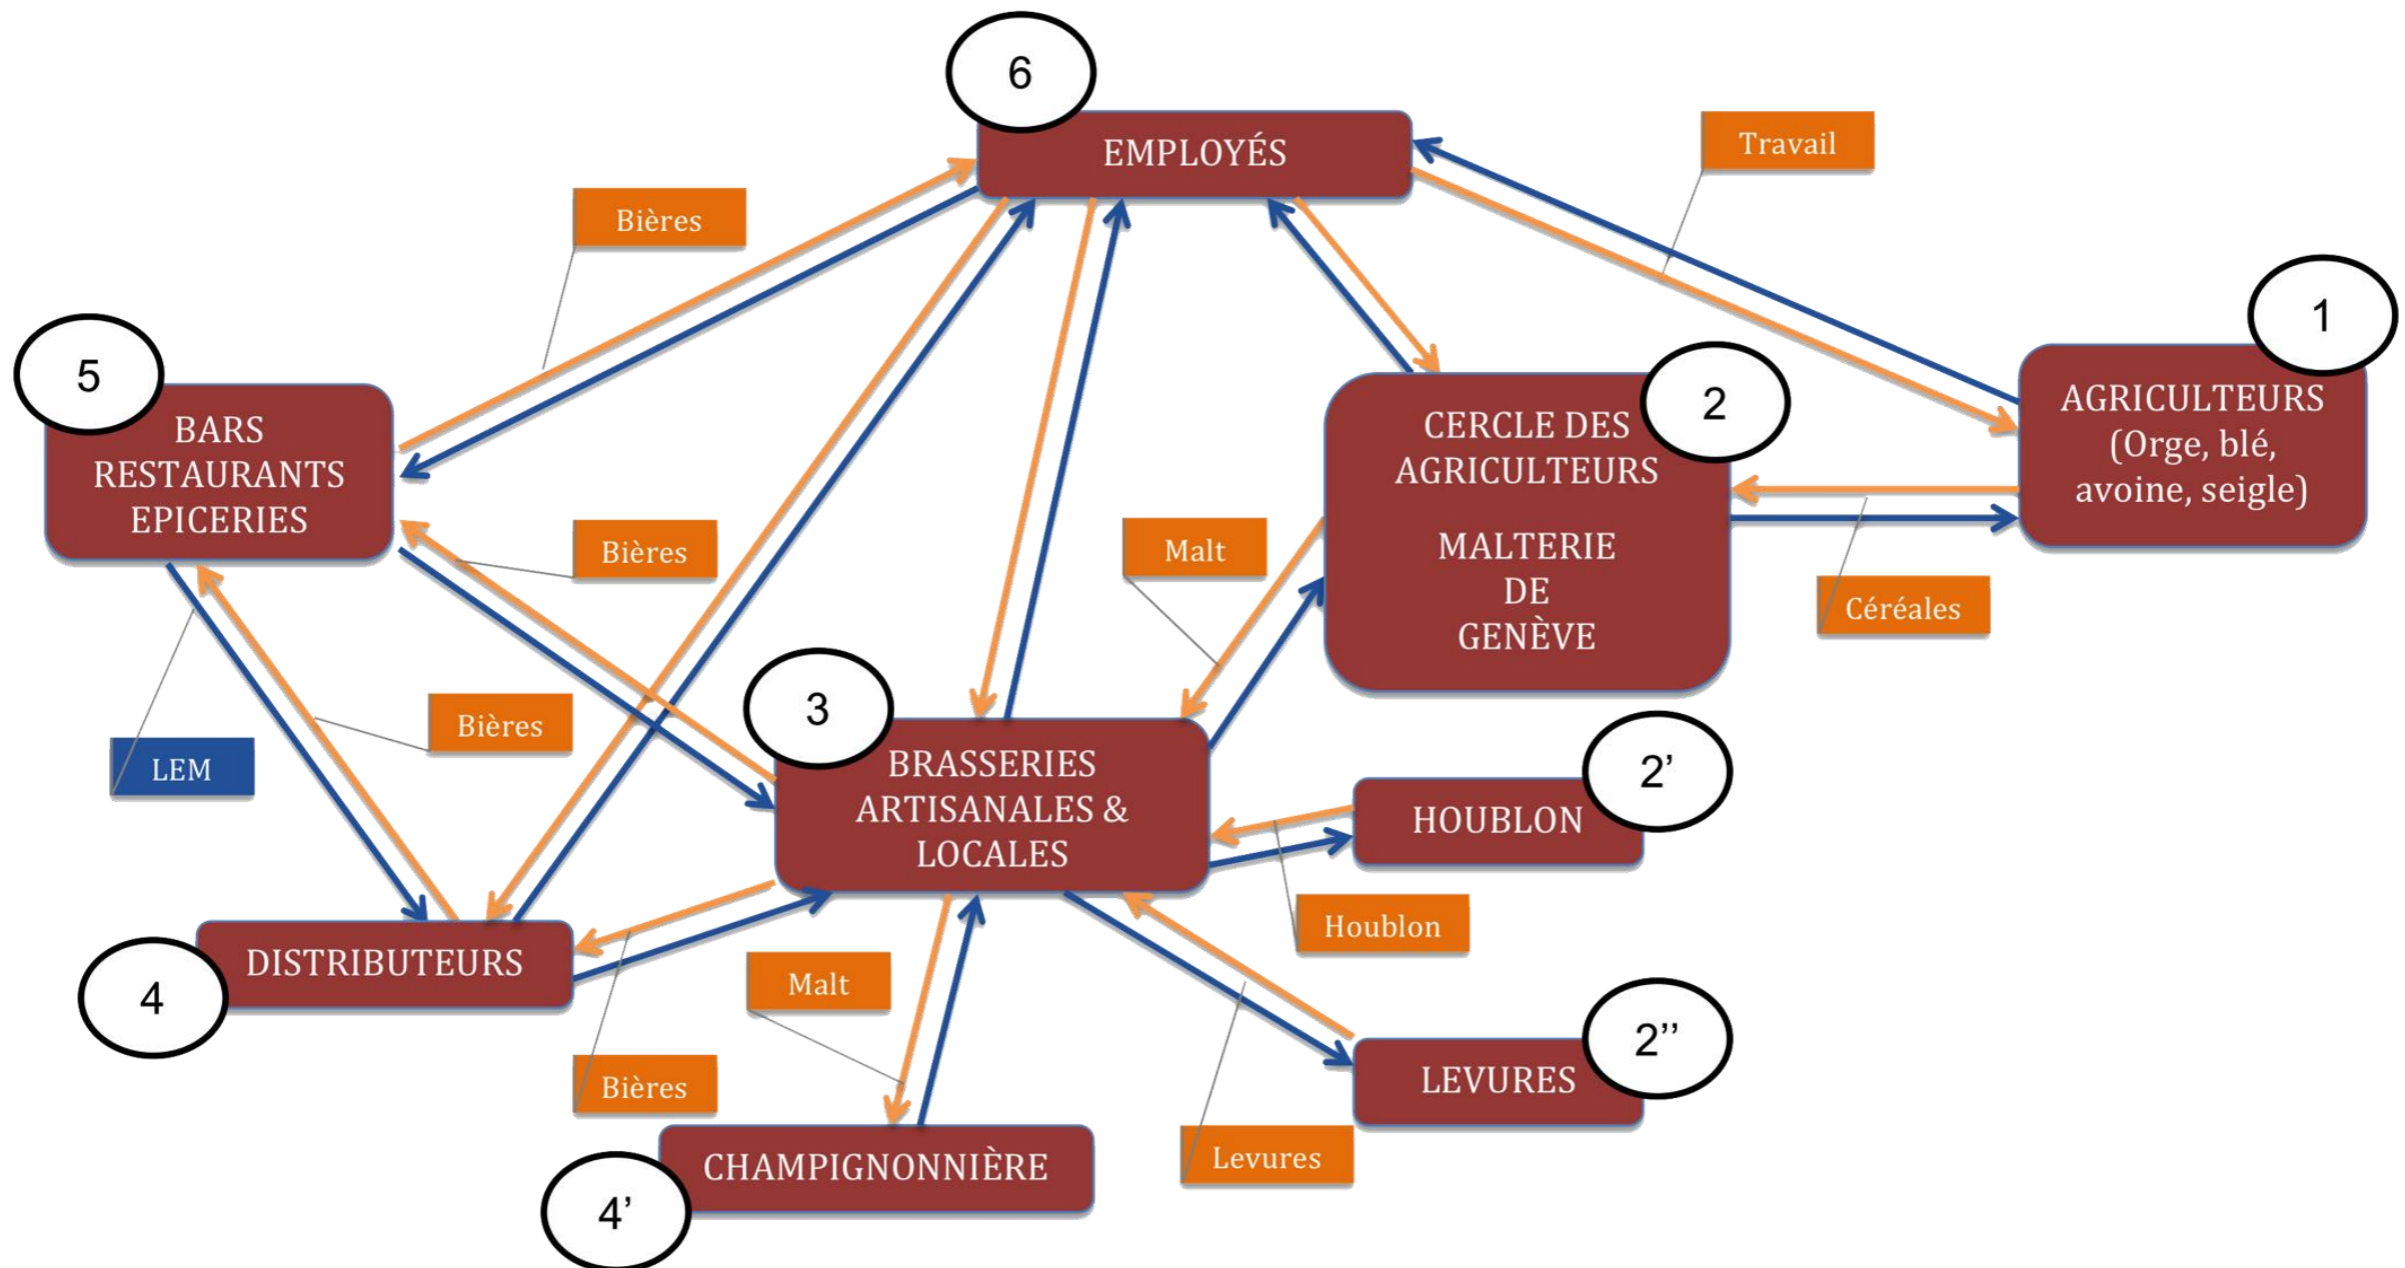 6
EMPLOYÉS
Travail
Bières
1
AGRICULTEURS
(Orge, blé,
avoine, seigle)
5
BARS
RESTAURANTS
EPICERIES
2
CERCLE DES
AGRICULTEURS
MALTERIE
DE
GENÈVE
Bières
Malt
Céréales
Bières
LEM
3
BRASSERIES
ARTISANALES &
LOCALES
2’
HOUBLON
Houblon
4
DISTRIBUTEURS
Malt
Bières
2’’
LEVURES
Levures
CHAMPIGNONNIÈRE
4’